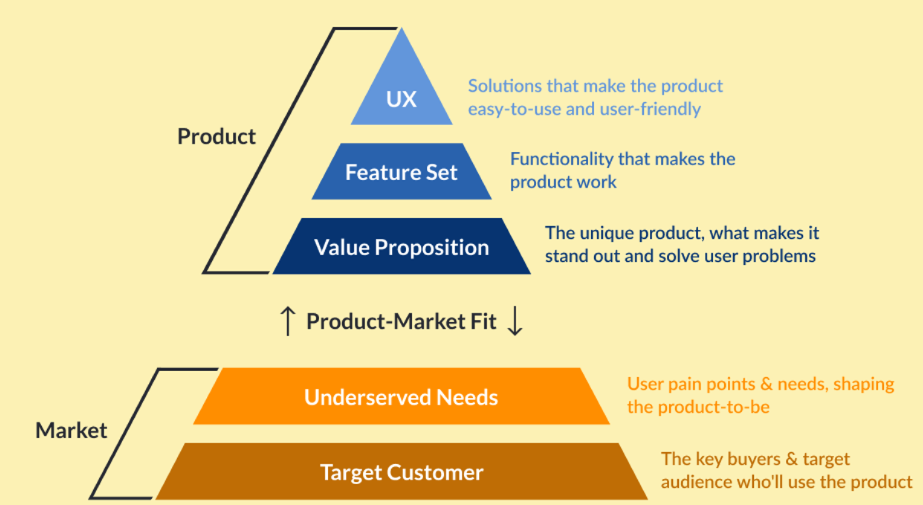 UX
Solutions that make the product
easy-to-use and user-friendly
Product
Feature Set
Functionality that makes the
product work
Value Proposition
The unique product, what makes it
stand out and solve user problems
↑ Product-Market Fit ↓
Underserved Needs
User pain points & needs, shaping
the product-to-be
Market
Target Customer
The key buyers & target
audience who'll use the product